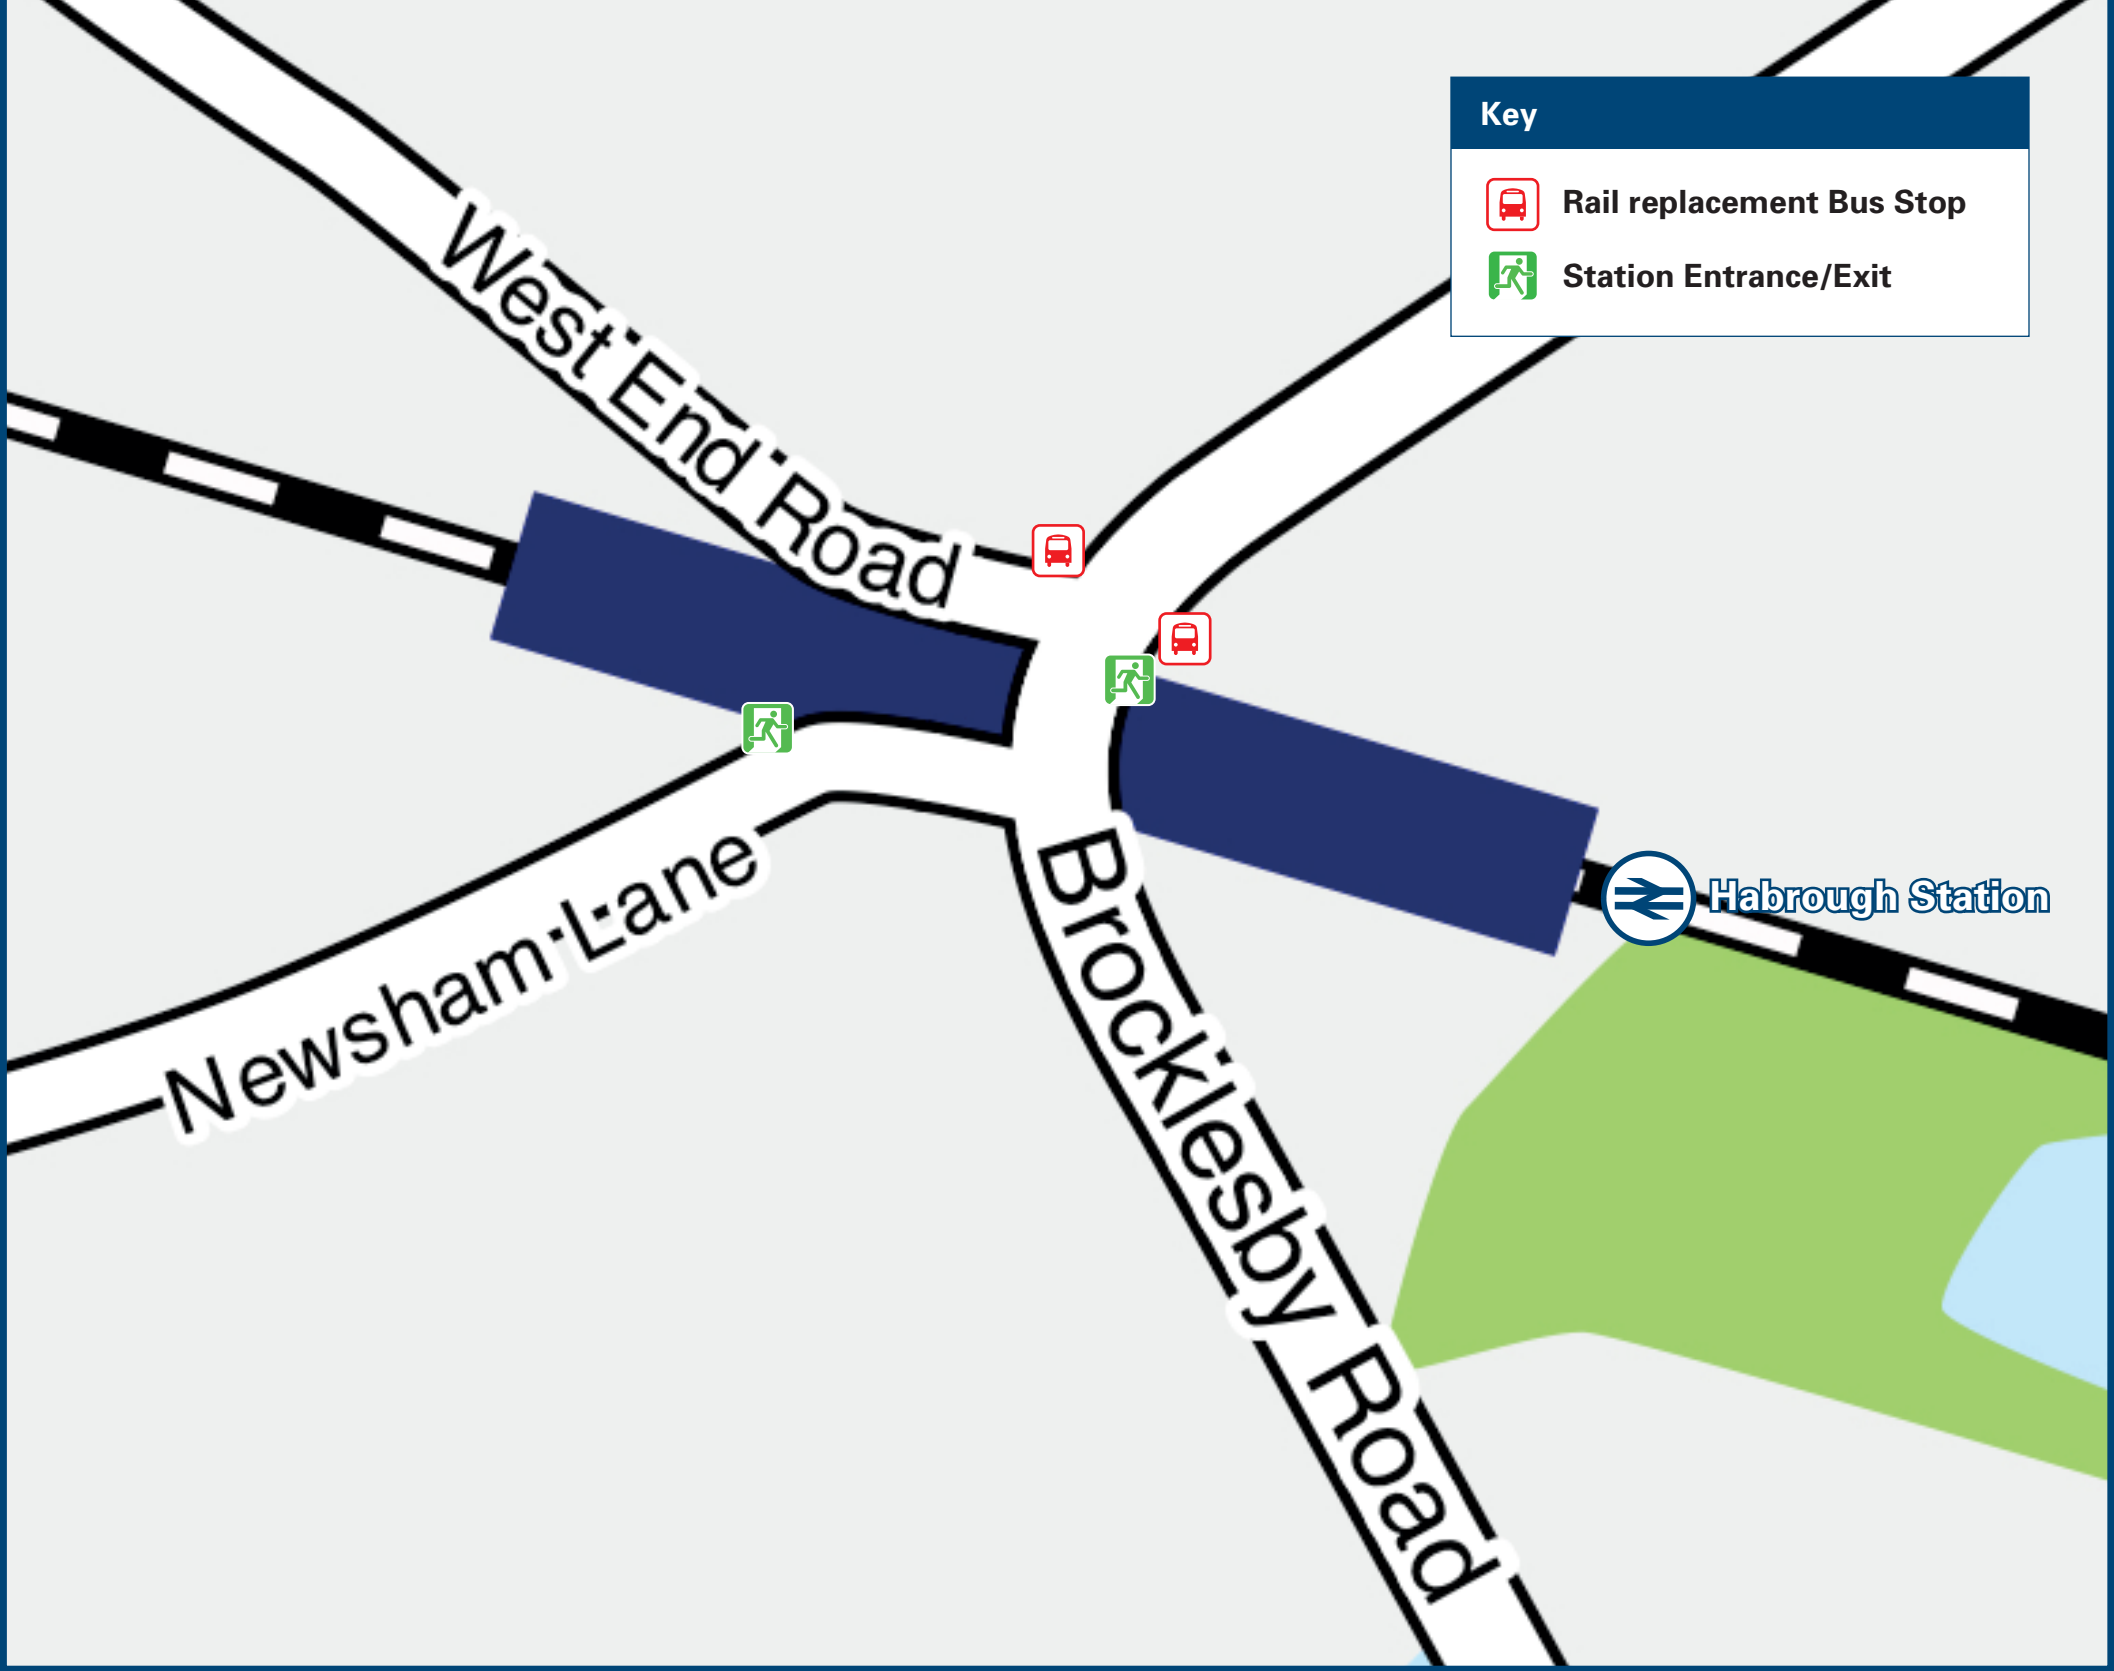 Key
Rail replacement Bus Stop
Station Entrance/Exit
West End Road
Newsham Lane
Brocklesby Road
Habrough Station